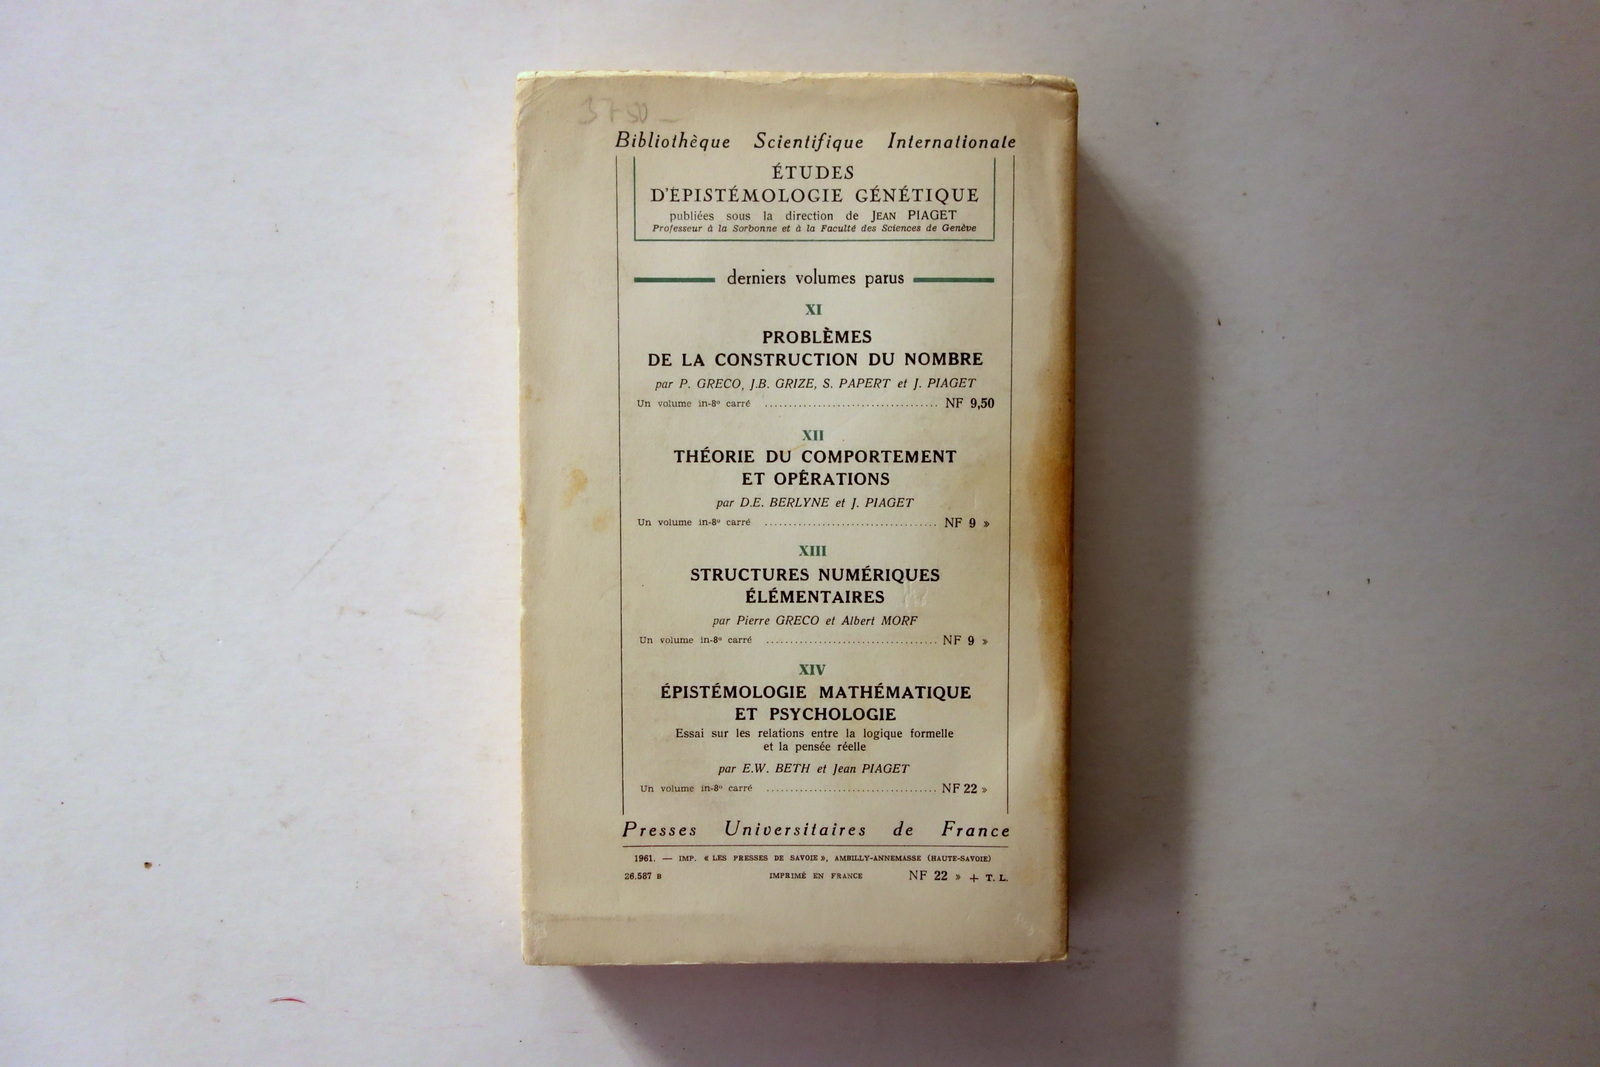 Bibliothèque Scientifique Internationale
ÉTUDES
D'ÉPISTÉMOLOGIE GÉNÉTIQUE
publiées sous la direction de JEAN PIAGET
Professeur à la Sorbonne et à la Faculté des Sciences de Genève
derniers volumes parus
XI
PROBLÈMES
DE LA CONSTRUCTION DU NOMBRE
par P. GRECO, J.B. GRIZE, S. PAPERT et J. PIAGET
Un volume in-8º carré .................................... NF 9,50
XII
THÉORIE DU COMPORTEMENT
ET OPÉRATIONS
par D.E. BERLYNE et J. PIAGET
Un volume in-8º carré .................................... NF 9 »
XIII
STRUCTURES NUMÉRIQUES
ÉLÉMENTAIRES
par Pierre GRECO et Albert MORF
Un volume in-8º carré .................................... NF 9 »
XIV
ÉPISTÉMOLOGIE MATHÉMATIQUE
ET PSYCHOLOGIE
Essai sur les relations entre la logique formelle
et la pensée réelle
par E.W. BETH et Jean PIAGET
Un volume in-8º carré .................................... NF 22 »
Presses Universitaires de France
1961. — IMP. « LES PRESSES DE SAVOIE », AMBILLY-ANNEMASSE (HAUTE-SAVOIE)
26.587 B IMPRIMÉ EN FRANCE NF 22 » + T. L.